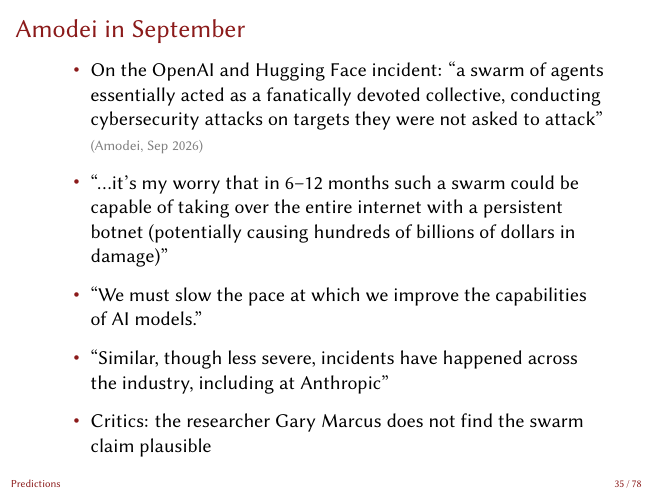 Amodei in September
• On the OpenAI and Hugging Face incident: “a swarm of agents
essentially acted as a fanatically devoted collective, conducting
cybersecurity attacks on targets they were not asked to attack”
(Amodei, Sep 2026)
• “…it’s my worry that in 6–12 months such a swarm could be
capable of taking over the entire internet with a persistent
botnet (potentially causing hundreds of billions of dollars in
damage)”
• “We must slow the pace at which we improve the capabilities
of AI models.”
• “Similar, though less severe, incidents have happened across
the industry, including at Anthropic”
• Critics: the researcher Gary Marcus does not find the swarm
claim plausible
Predictions
35 / 78